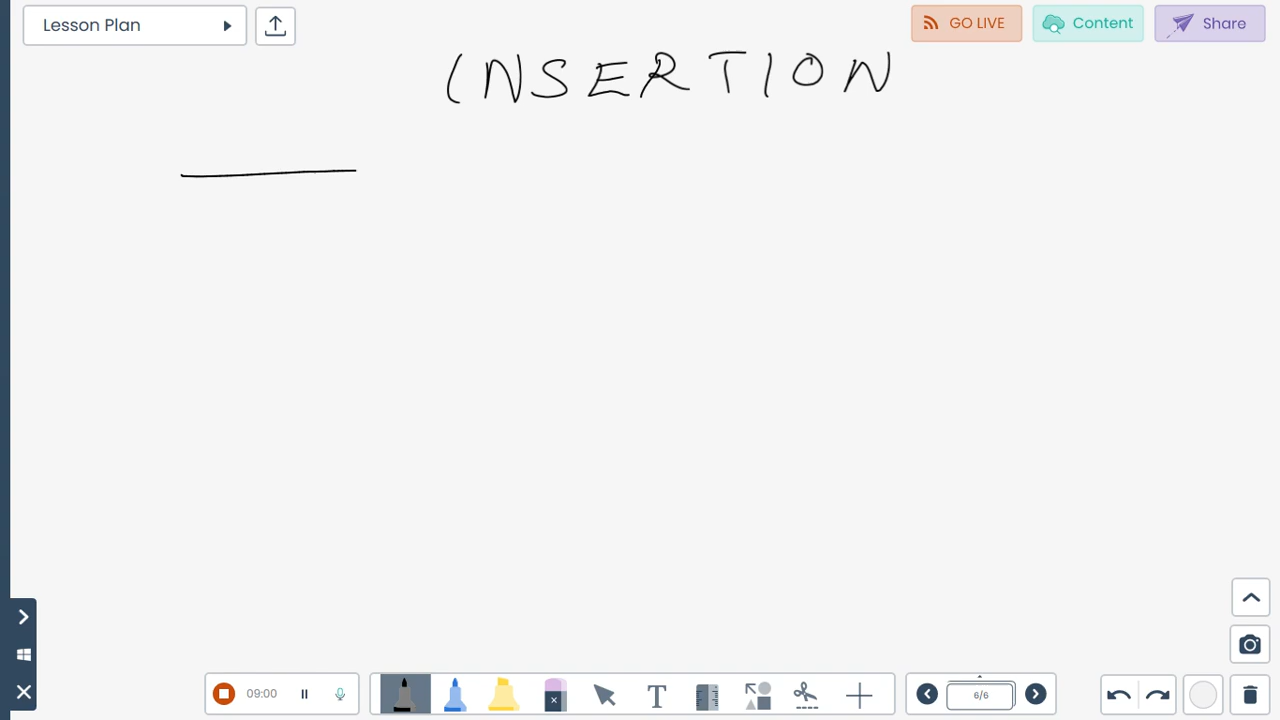 Lesson Plan
GO LIVE
Content
Share
INSERTION
09:00
T
6/6